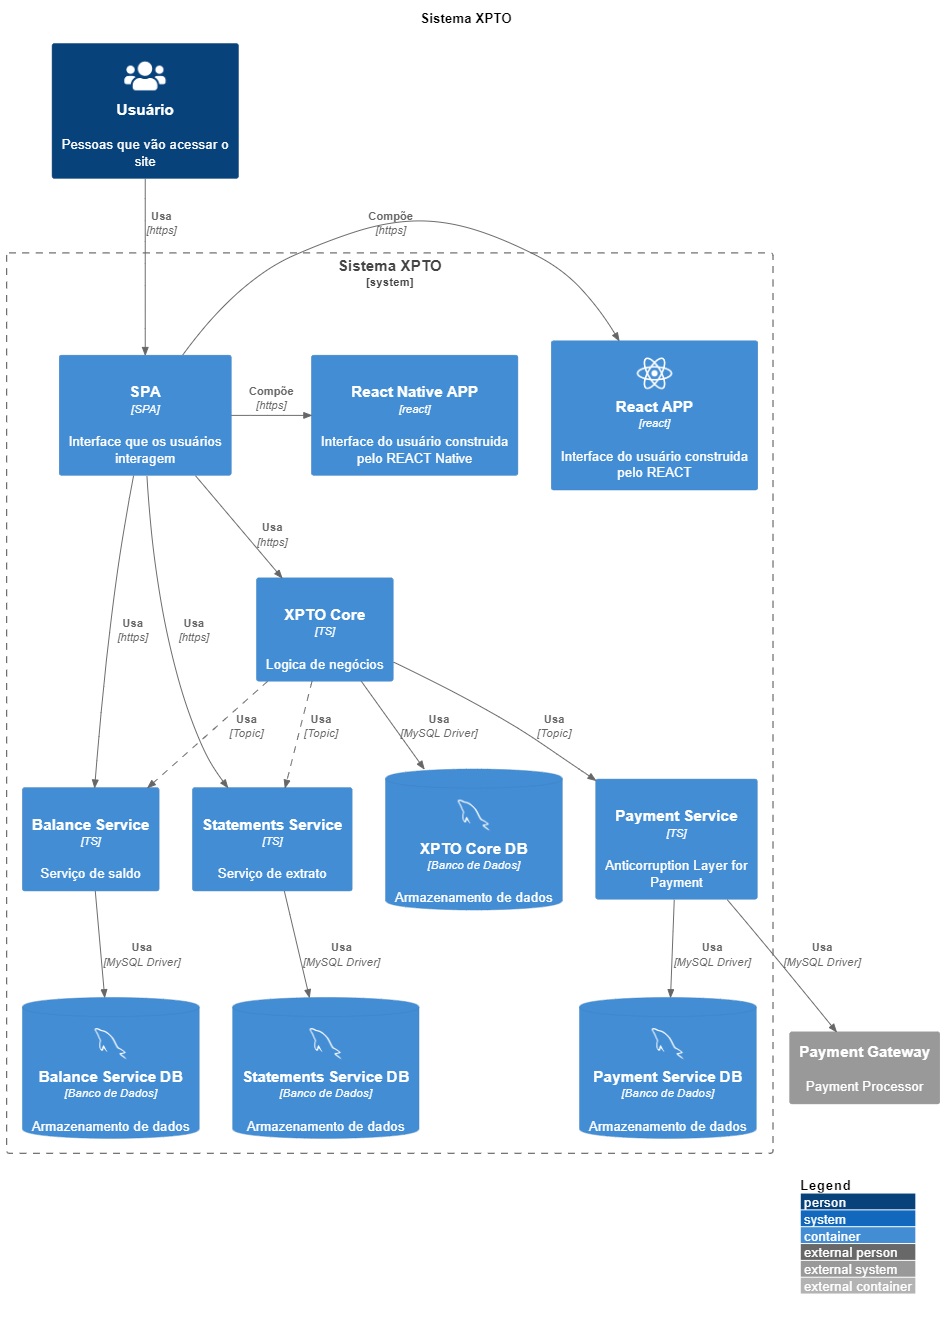 Sistema XPTO
Usuário
Pessoas que vão acessar o
site
Usa
[https]
Compõe
[https]
Sistema XPTO
[system]
SPA
[SPA]
Interface que os usuários
interagem
Compõe
[https]
React Native APP
[react]
Interface do usuário construida
pelo REACT Native
React APP
[react]
Interface do usuário construida
pelo REACT
Usa
[https]
XPTO Core
[TS]
Logica de negócios
Usa
[https]
Usa
[https]
Usa
[Topic]
Usa
[Topic]
Usa
[MySQL Driver]
Usa
[Topic]
Balance Service
[TS]
Serviço de saldo
Statements Service
[TS]
Serviço de extrato
XPTO Core DB
[Banco de Dados]
Armazenamento de dados
Payment Service
[TS]
Anticorruption Layer for
Payment
Usa
[MySQL Driver]
Usa
[MySQL Driver]
Usa
[MySQL Driver]
Usa
[MySQL Driver]
Balance Service DB
[Banco de Dados]
Armazenamento de dados
Statements Service DB
[Banco de Dados]
Armazenamento de dados
Payment Service DB
[Banco de Dados]
Armazenamento de dados
Payment Gateway
Payment Processor
Legend
person
system
container
external person
external system
external container